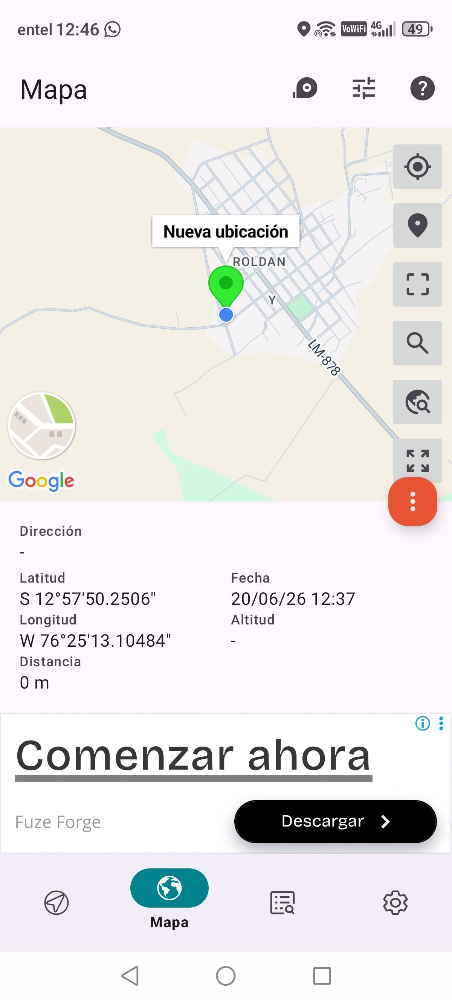 entel 12:46 VoWiFi 4G 49
Mapa
Nueva ubicación
ROLDAN
Y
LM-878
Google
Dirección
-
Latitud Fecha
S 12°57'50.2506" 20/06/26 12:37
Longitud Altitud
W 76°25'13.10484" -
Distancia
0 m
Comenzar ahora
Fuze Forge Descargar
Mapa